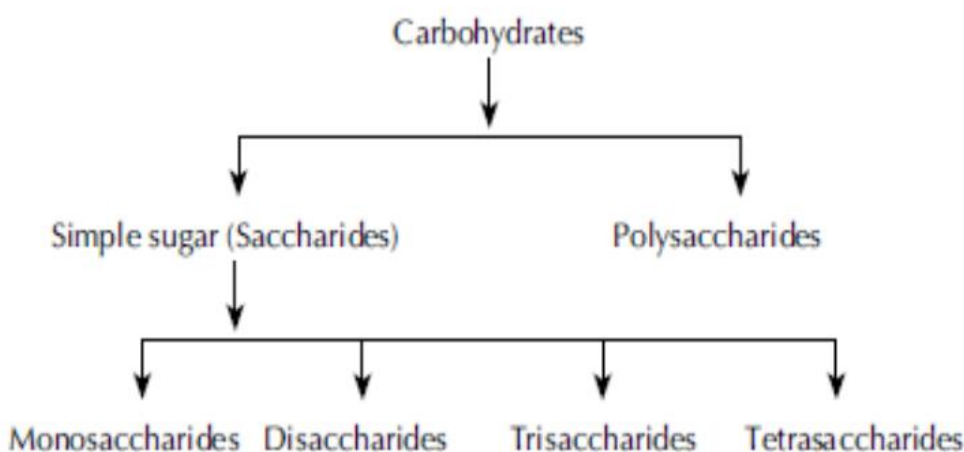 Carbohydrates
Simple sugar (Saccharides) Polysaccharides
Monosaccharides Disaccharides Trisaccharides Tetrasaccharides